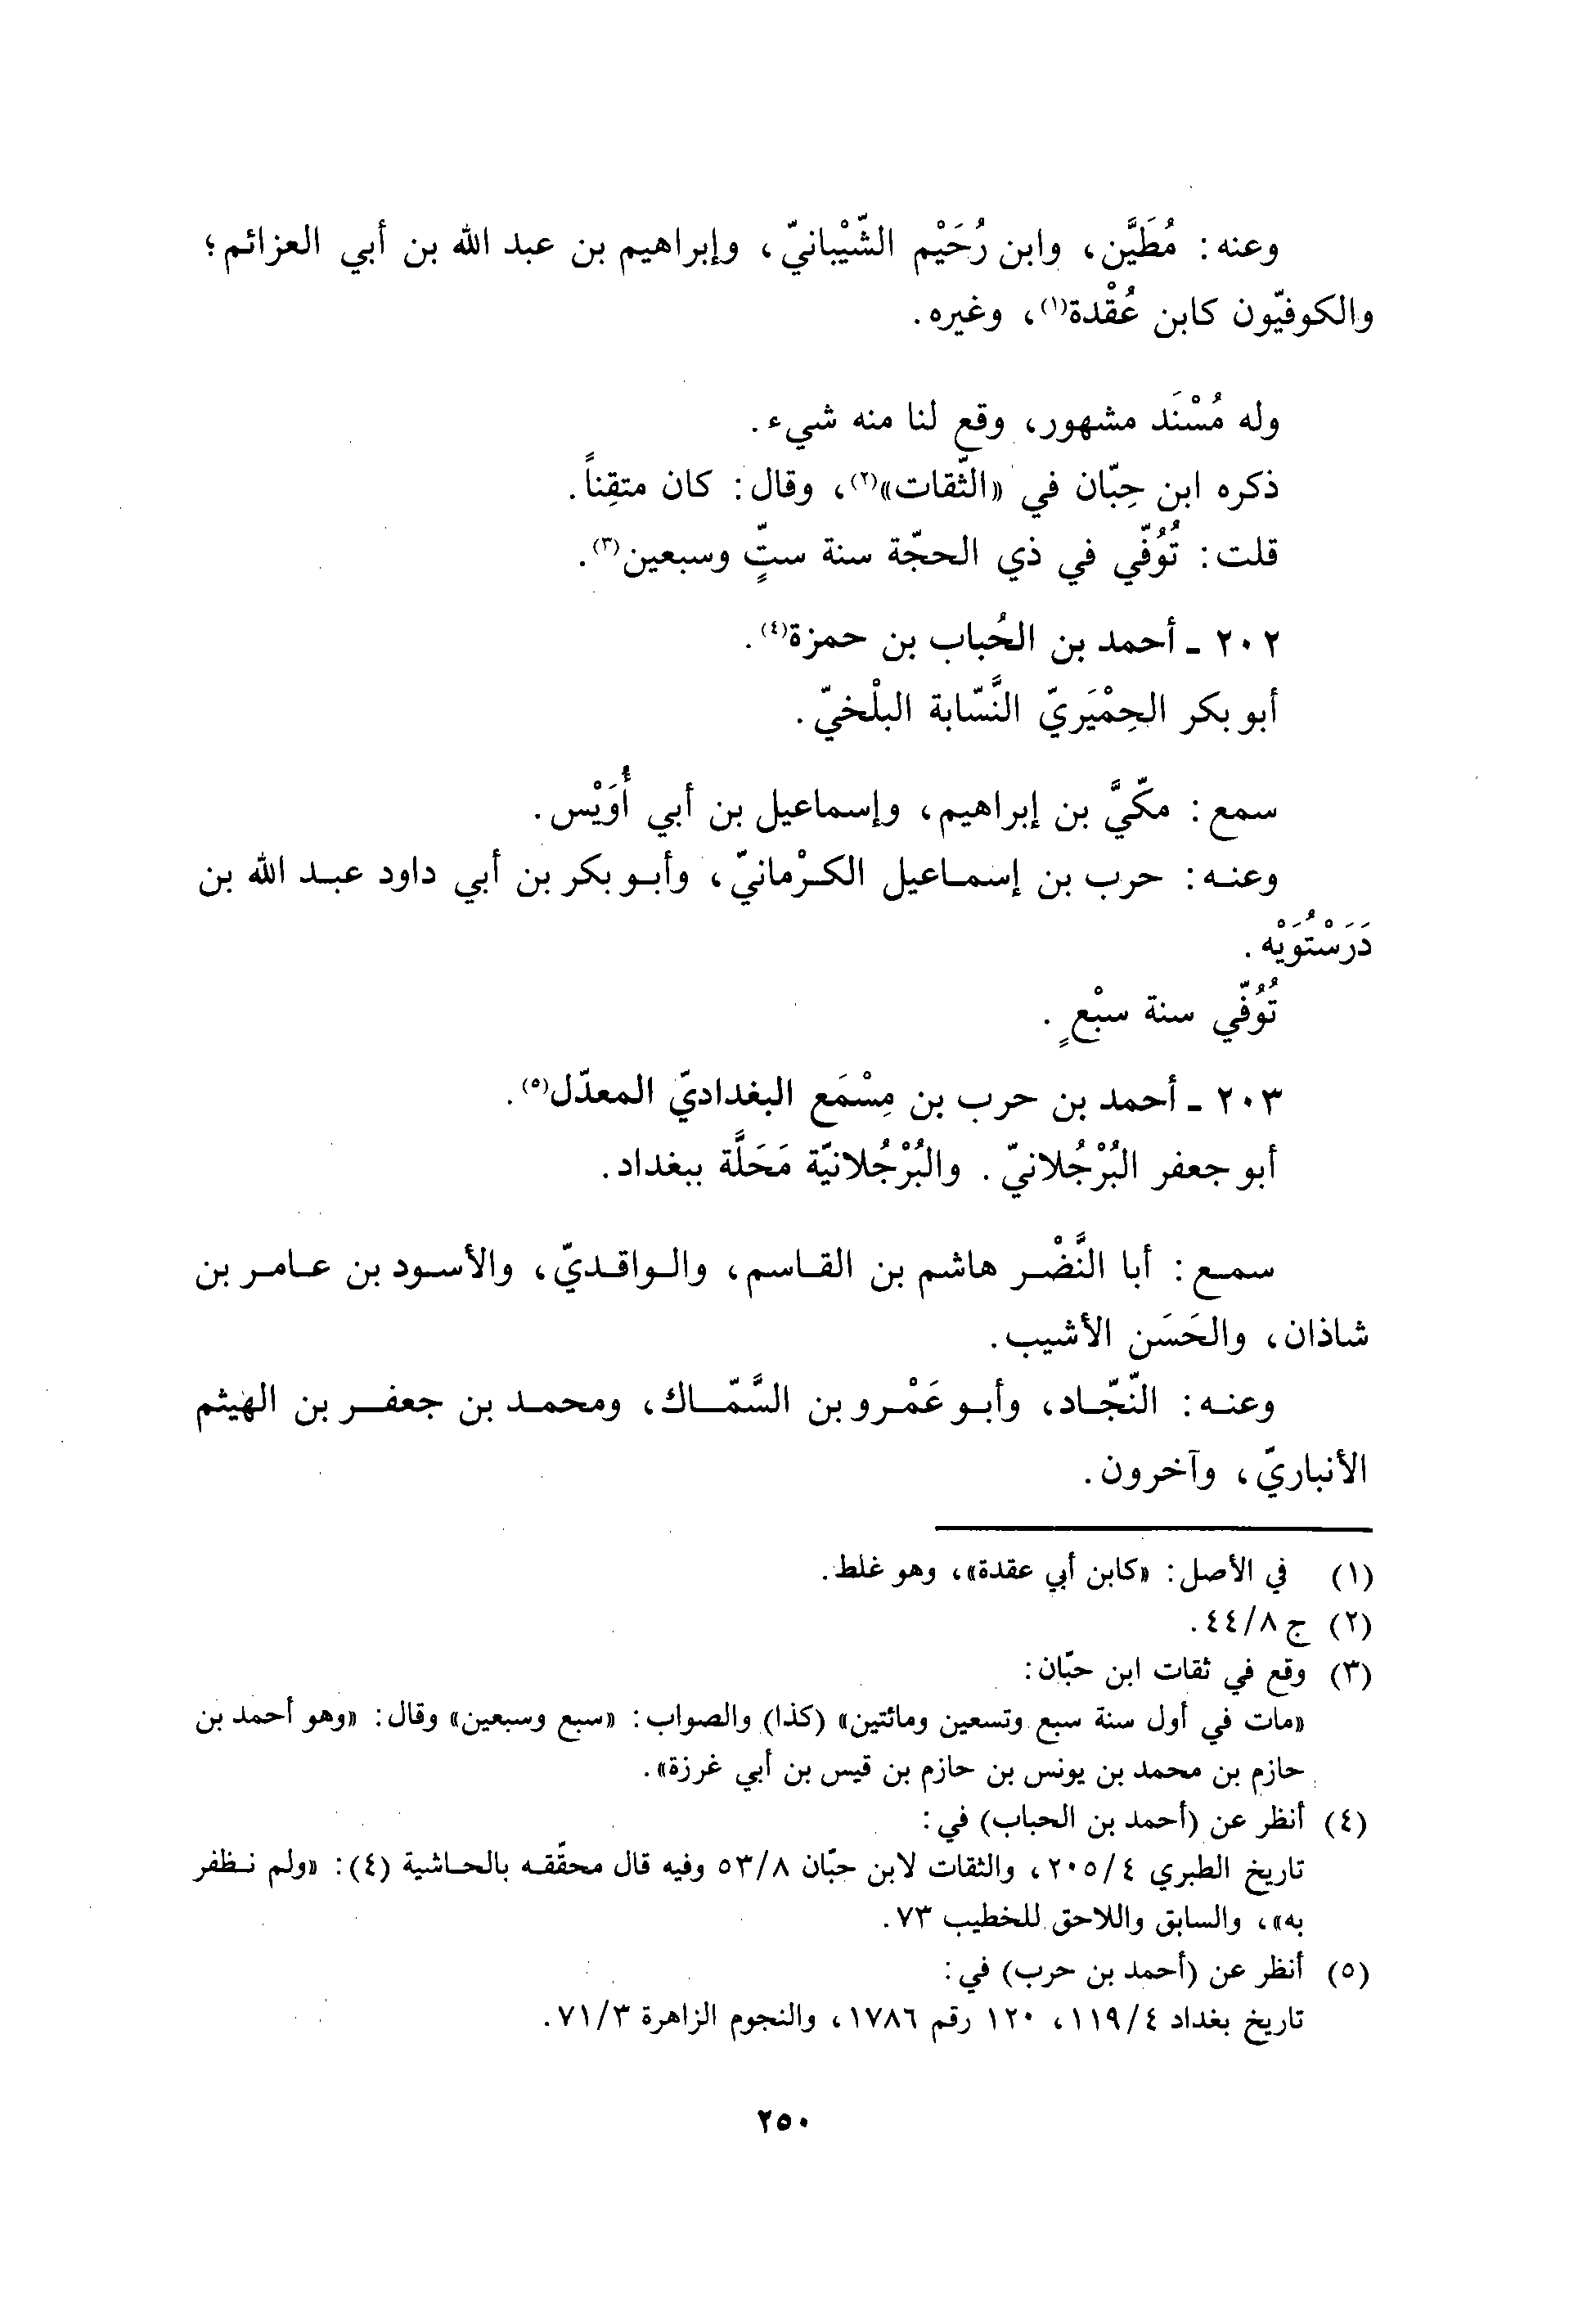 وعنه: مُطَيَّن، وابن رُحَيْم الشّيْبانيّ، وإبراهيم بن عبد الله بن أبي العزائم؛
والكوفيّون كابن عُقْدة(١)، وغيره.
وله مُسْنَد مشهور، وقع لنا منه شيء.
ذكره ابن حِبّان في «الثّقات»(٢)، وقال: كان متقِناً.
قلت: تُوُفّي في ذي الحجّة سنة ستٍّ وسبعين(٣).
٢٠٢ ـ أحمد بن الحُباب بن حمزة(٤).
أبو بكر الحِمْيَريّ النَّسّابة البلْخيّ.
سمع: مكّيَّ بن إبراهيم، وإسماعيل بن أبي أُوَيْس.
وعنه: حرب بن إسماعيل الكرْمانيّ، وأبو بكر بن أبي داود عبد الله بن
دَرَسْتُوَيْه.
تُوُفّي سنة سبْعٍ.
٢٠٣ ـ أحمد بن حرب بن مِسْمَع البغداديّ المعدّل(٥).
أبو جعفر البُرْجُلانيّ. والبُرْجُلانيّة مَحَلَّة ببغداد.
سمع: أبا النَّضْر هاشم بن القاسم، والواقديّ، والأسود بن عامر بن
شاذان، والحَسَن الأشيب.
وعنه: النّجّاد، وأبو عَمْرو بن السَّمّاك، ومحمد بن جعفر بن الهيثم
الأنباريّ، وآخرون.
(١) في الأصل: «كابن أبي عقدة»، وهو غلط.
(٢) ج ٤٤/٨.
(٣) وقع في ثقات ابن حبّان:
«مات في أول سنة سبع وتسعين ومائتين» (كذا) والصواب: «سبع وسبعين» وقال: «وهو أحمد بن
حازم بن محمد بن يونس بن حازم بن قيس بن أبي غرزة».
(٤) أنظر عن (أحمد بن الحباب) في:
تاريخ الطبري ٢٠٥/٤، والثقات لابن حبّان ٥٣/٨ وفيه قال محقّقه بالحاشية (٤): «ولم نظفر
به»، والسابق واللاحق للخطيب ٧٣.
(٥) أنظر عن (أحمد بن حرب) في:
تاريخ بغداد ١١٩/٤، ١٢٠ رقم ١٧٨٦، والنجوم الزاهرة ٧١/٣.
٢٥٠